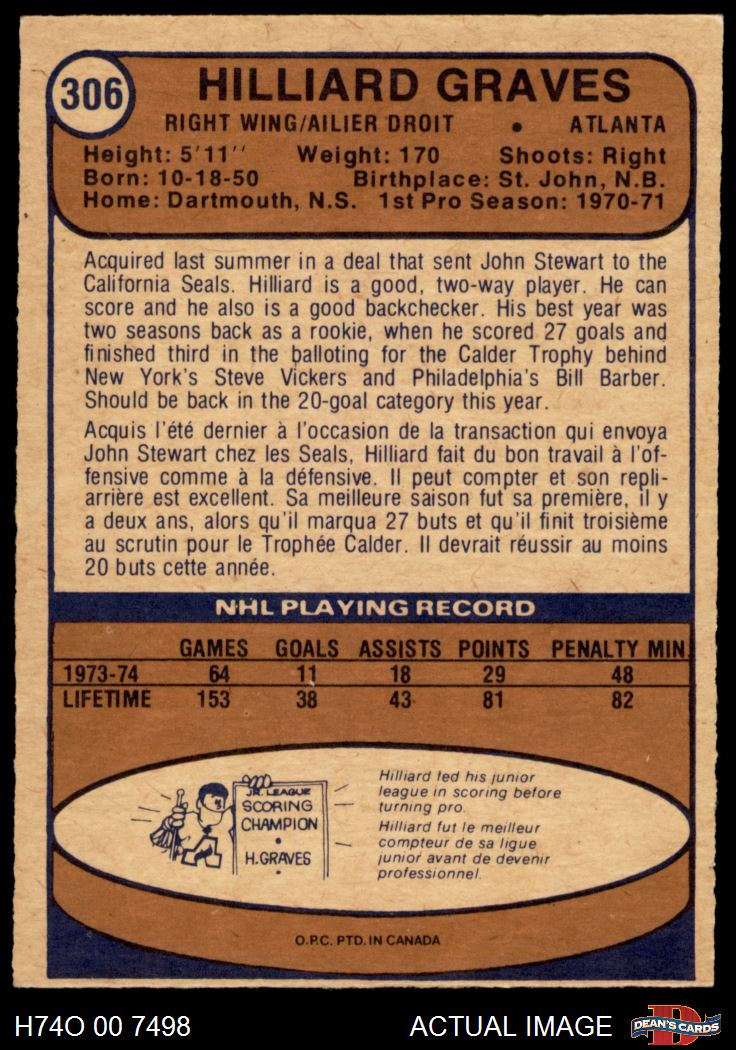 306
HILLIARD GRAVES
RIGHT WING/AILIER DROIT • ATLANTA
Height: 5'11'' Weight: 170 Shoots: Right
Born: 10-18-50 Birthplace: St. John, N.B.
Home: Dartmouth, N.S. 1st Pro Season: 1970-71
Acquired last summer in a deal that sent John Stewart to the
California Seals. Hilliard is a good, two-way player. He can
score and he also is a good backchecker. His best year was
two seasons back as a rookie, when he scored 27 goals and
finished third in the balloting for the Calder Trophy behind
New York's Steve Vickers and Philadelphia's Bill Barber.
Should be back in the 20-goal category this year.
Acquis l'été dernier à l'occasion de la transaction qui envoya
John Stewart chez les Seals, Hilliard fait du bon travail à l'of-
fensive comme à la défensive. Il peut compter et son repli-
arrière est excellent. Sa meilleure saison fut sa première, il y
a deux ans, alors qu'il marqua 27 buts et qu'il finit troisième
au scrutin pour le Trophée Calder. Il devrait réussir au moins
20 buts cette année.
NHL PLAYING RECORD
GAMES GOALS ASSISTS POINTS PENALTY MIN.
1973-74 64 11 18 29 48
LIFETIME 153 38 43 81 82
JR. LEAGUE
SCORING
CHAMPION
•
H.GRAVES
A
Hilliard led his junior
league in scoring before
turning pro.
Hilliard fut le meilleur
compteur de sa ligue
junior avant de devenir
professionnel.
O.P.C. PTD. IN CANADA
H74O 00 7498 ACTUAL IMAGE
D
DEAN'S CARDS